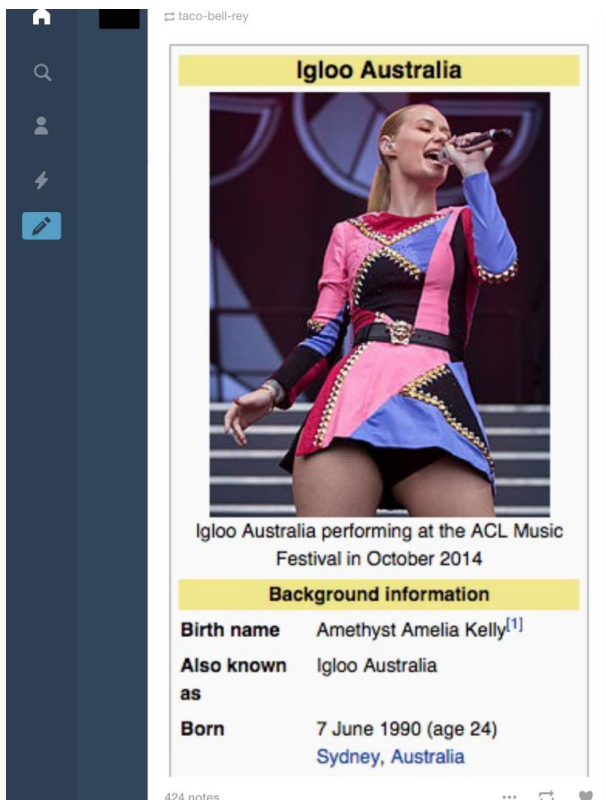 taco-bell-rey
Igloo Australia
Igloo Australia performing at the ACL Music
Festival in October 2014
Background information
Birth name Amethyst Amelia Kelly[1]
Also known Igloo Australia
as
Born 7 June 1990 (age 24)
Sydney, Australia
424 notes